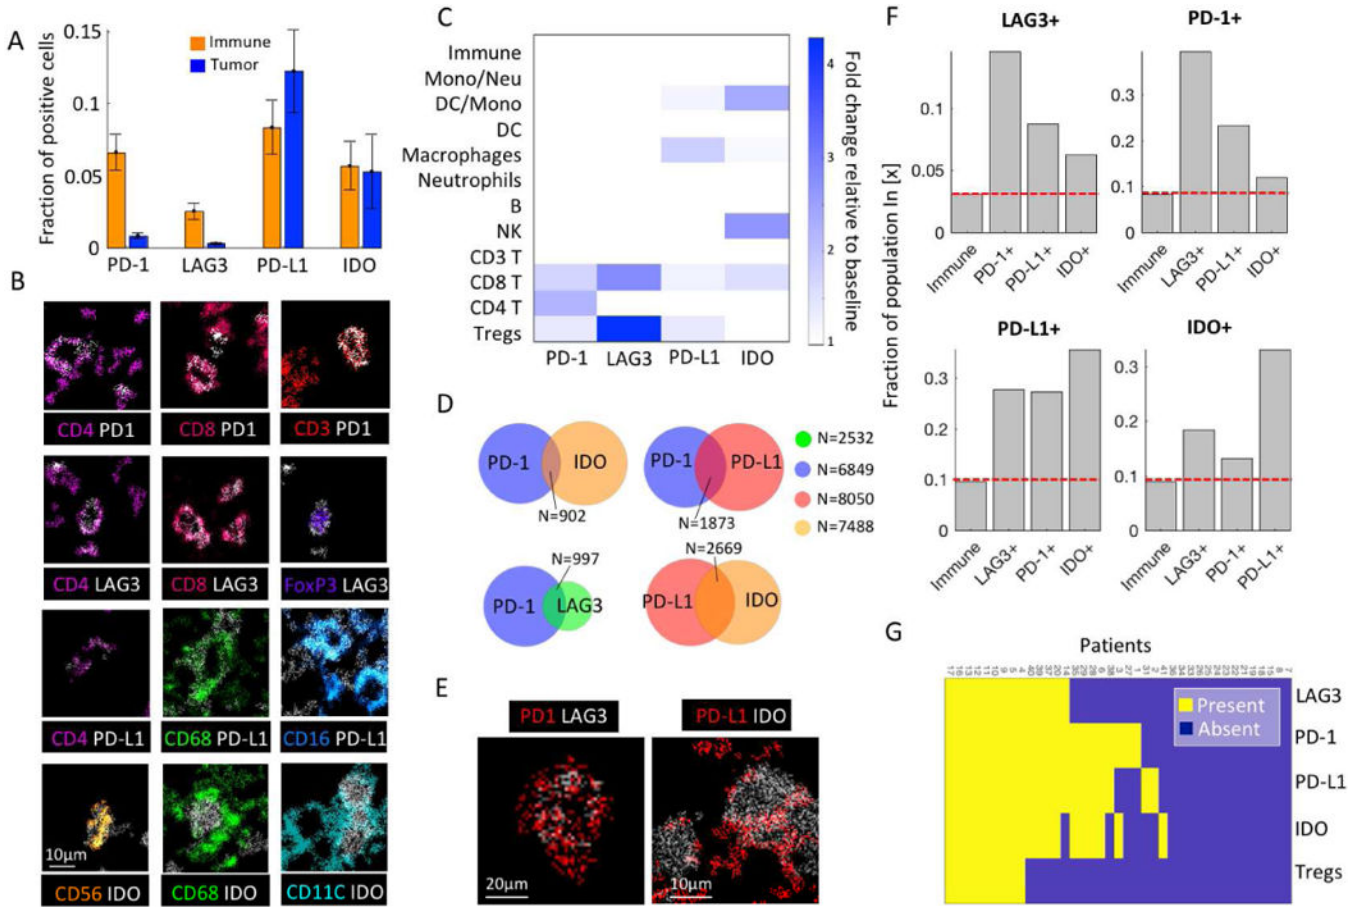 A
Fraction of positive cells
0.15
0.1
0.05
0
Immune
Tumor
PD-1 LAG3 PD-L1 IDO
B
CD4 PD1
CD8 PD1
CD3 PD1
CD4 LAG3
CD8 LAG3
FoxP3 LAG3
CD4 PD-L1
CD68 PD-L1
CD16 PD-L1
10μm
CD56 IDO
CD68 IDO
CD11C IDO
C
Immune
Mono/Neu
DC/Mono
DC
Macrophages
Neutrophils
B
NK
CD3 T
CD8 T
CD4 T
Tregs
PD-1 LAG3 PD-L1 IDO
4
3
2
1
Fold change relative to baseline
D
PD-1 IDO
N=902
PD-1 PD-L1
N=1873
N=2532
N=6849
N=8050
N=7488
N=997
PD-1 LAG3
N=2669
PD-L1 IDO
E
PD1 LAG3
20μm
PD-L1 IDO
10μm
F
Fraction of population In [x]
LAG3+
0.1
0.05
0
Immune
PD-1+
PD-L1+
IDO+
PD-1+
0.3
0.2
0.1
0
Immune
LAG3+
PD-L1+
IDO+
PD-L1+
0.3
0.2
0.1
0
Immune
LAG3+
PD-1+
IDO+
IDO+
0.3
0.2
0.1
0
Immune
LAG3+
PD-1+
PD-L1+
G
Patients
Present
Absent
LAG3
PD-1
PD-L1
IDO
Tregs